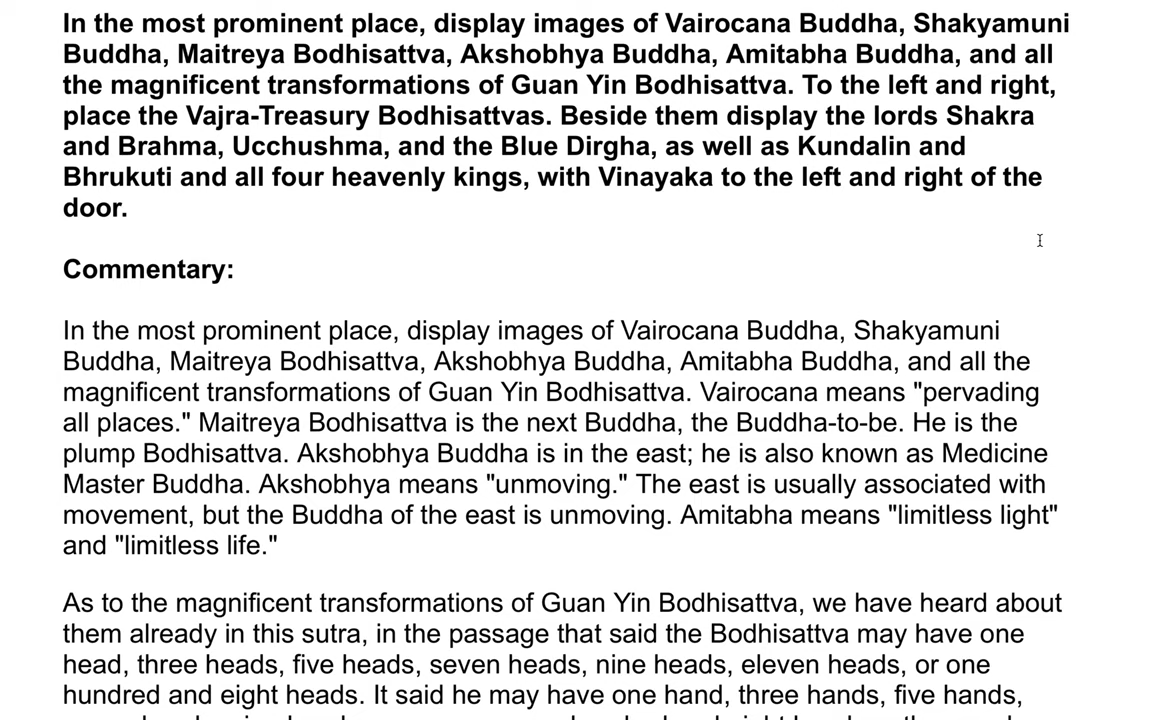 In the most prominent place, display images of Vairocana Buddha, Shakyamuni
Buddha, Maitreya Bodhisattva, Akshobhya Buddha, Amitabha Buddha, and all
the magnificent transformations of Guan Yin Bodhisattva. To the left and right,
place the Vajra-Treasury Bodhisattvas. Beside them display the lords Shakra
and Brahma, Ucchushma, and the Blue Dirgha, as well as Kundalin and
Bhrukuti and all four heavenly kings, with Vinayaka to the left and right of the
door.
Commentary:
In the most prominent place, display images of Vairocana Buddha, Shakyamuni
Buddha, Maitreya Bodhisattva, Akshobhya Buddha, Amitabha Buddha, and all the
magnificent transformations of Guan Yin Bodhisattva. Vairocana means "pervading
all places." Maitreya Bodhisattva is the next Buddha, the Buddha-to-be. He is the
plump Bodhisattva. Akshobhya Buddha is in the east; he is also known as Medicine
Master Buddha. Akshobhya means "unmoving." The east is usually associated with
movement, but the Buddha of the east is unmoving. Amitabha means "limitless light"
and "limitless life."
As to the magnificent transformations of Guan Yin Bodhisattva, we have heard about
them already in this sutra, in the passage that said the Bodhisattva may have one
head, three heads, five heads, seven heads, nine heads, eleven heads, or one
hundred and eight heads. It said he may have one hand, three hands, five hands,